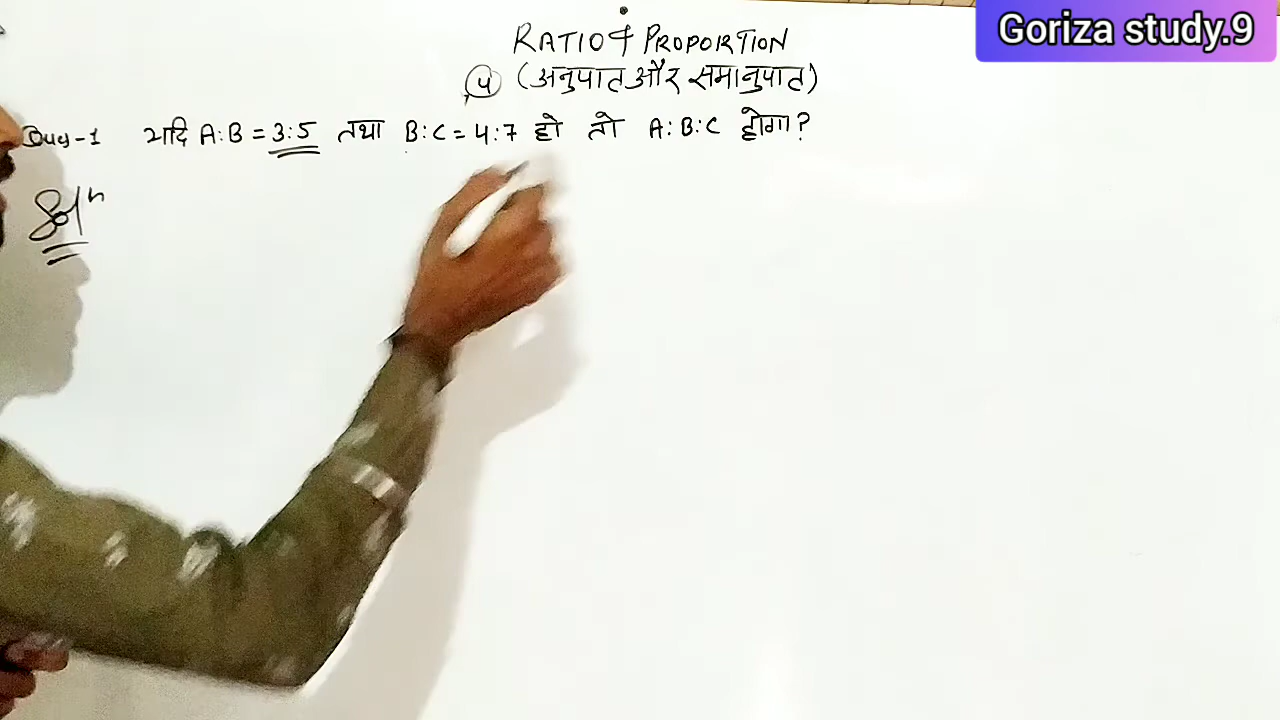 Goriza study.9
RATIO & PROPORTION
५ (अनुपात और समानुपात)
Ques-1 यदि A:B = 3:5 तथा B:C = 4:7 हो तो A:B:C होगा?
Solⁿ